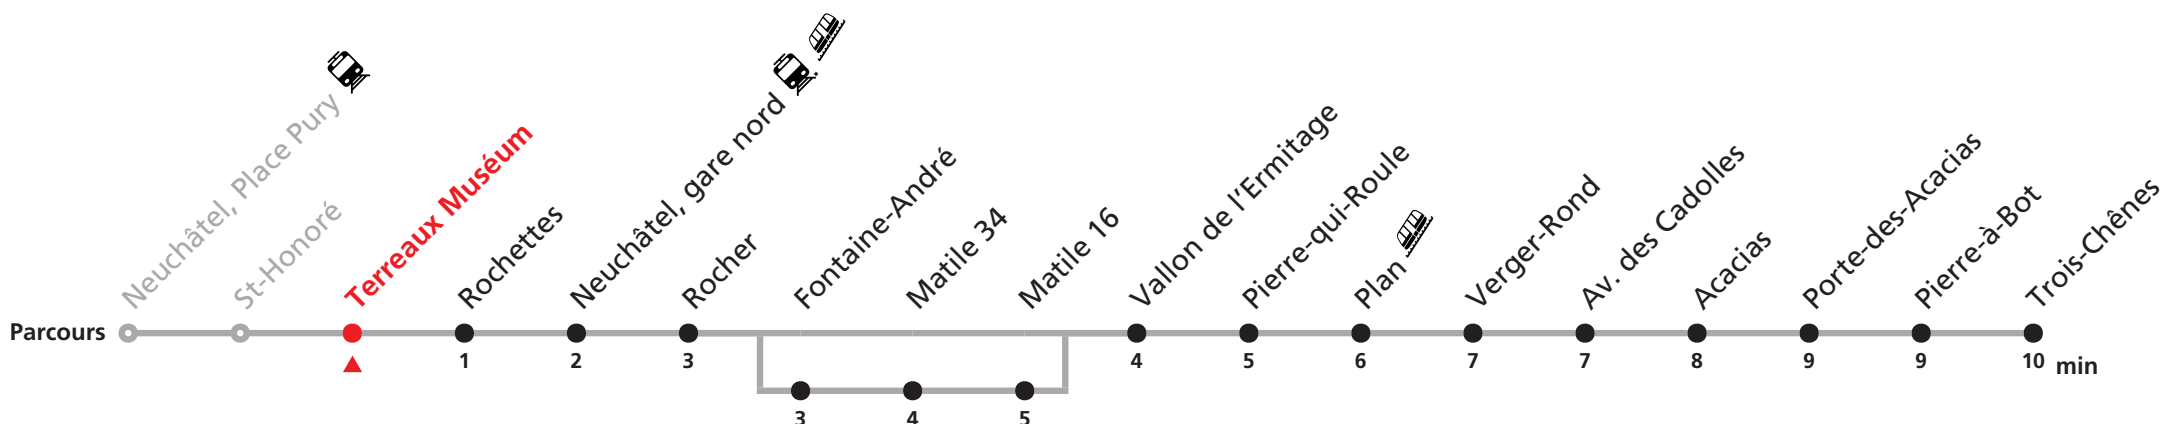 Neuchâtel, Place Pury
St-Honoré
Terreaux Muséum
Rochettes
Neuchâtel, gare nord
,
Rocher
Fontaine-André
Matile 34
Matile 16
Vallon de l'Ermitage
Pierre-qui-Roule
Plan
Verger-Rond
Av. des Cadolles
Acacias
Porte-des-Acacias
Pierre-à-Bot
Trois-Chênes
Parcours
1 2 3 4 5 6 7 7 8 9 9 10 min
3 4 5